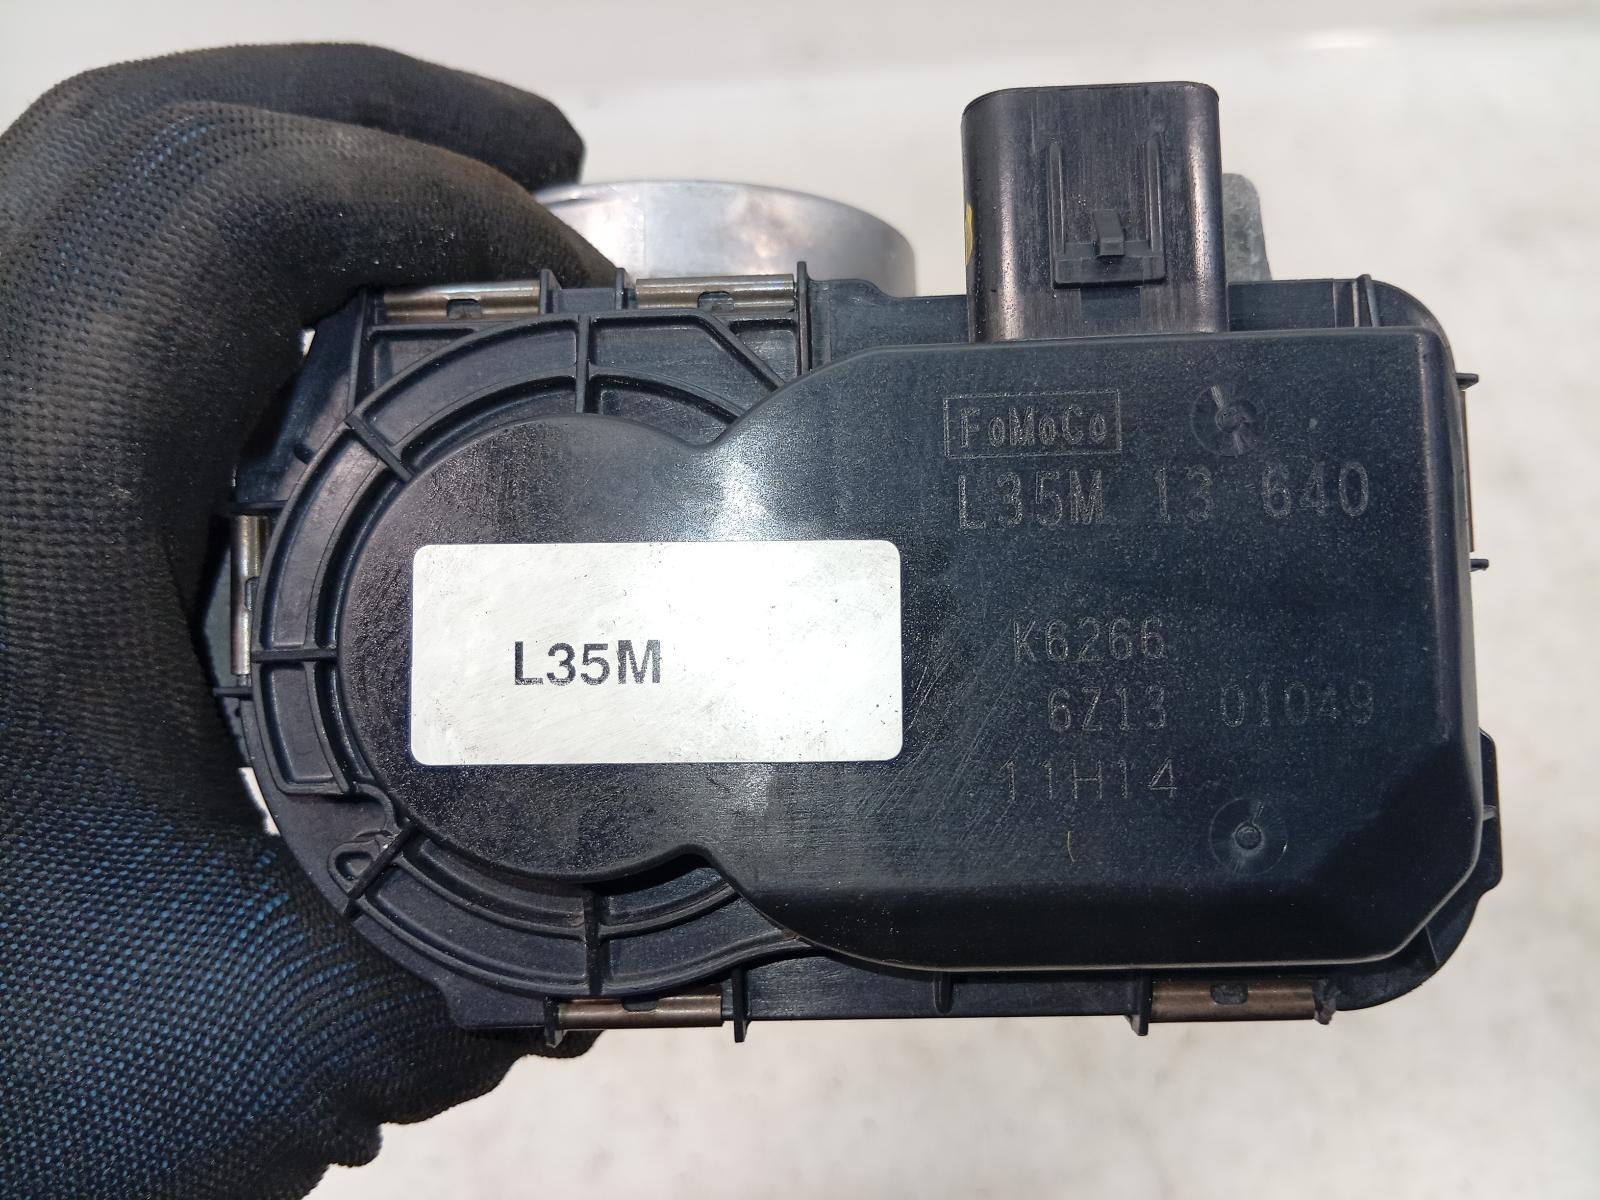 FoMoCo
L35M 13 640
L35M
K6266
6Z13 01049
11H14